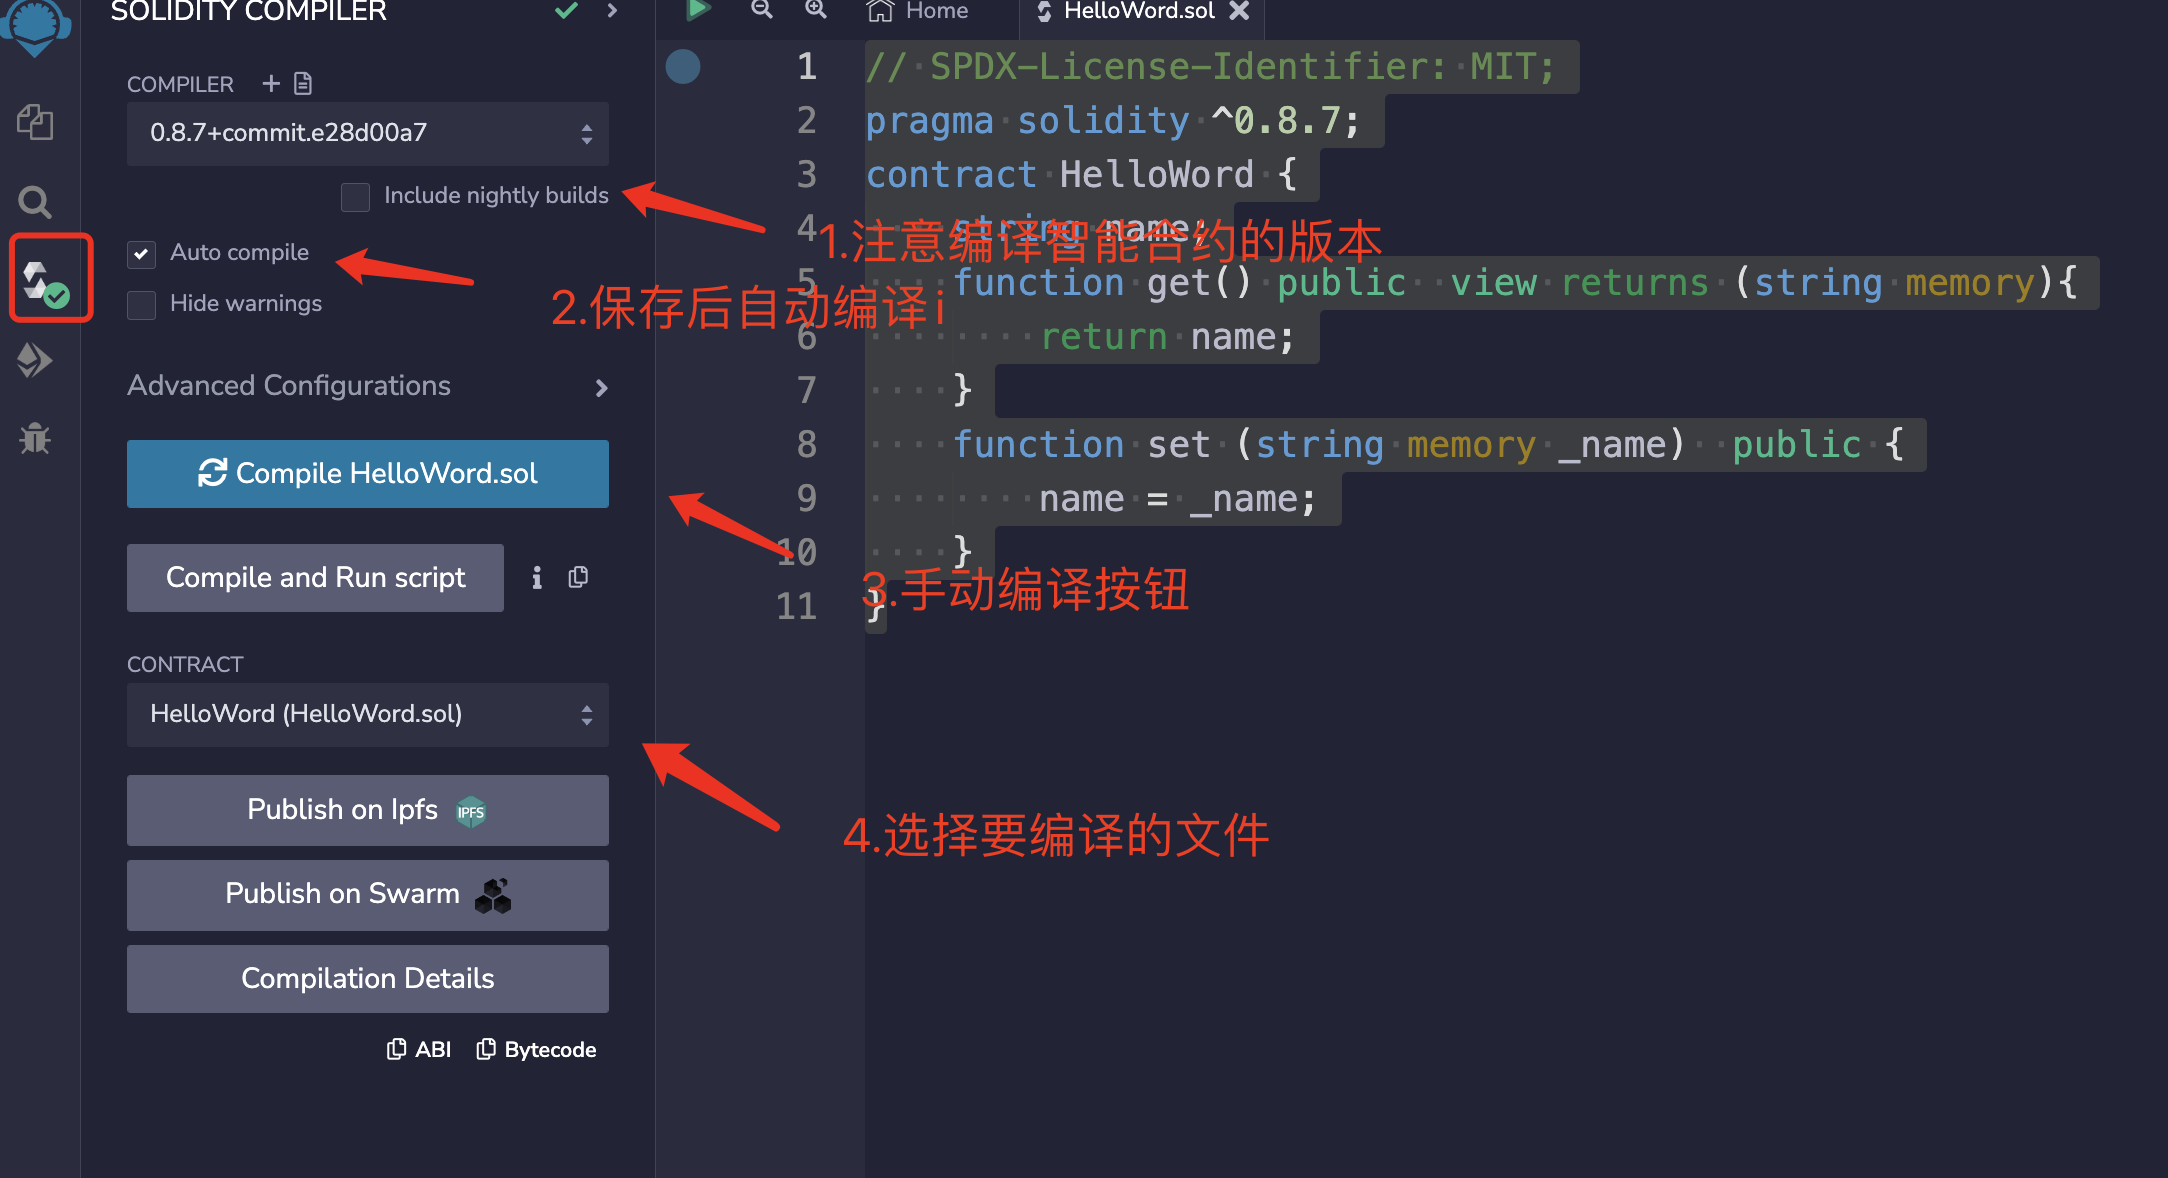 SOLIDITY COMPILER
COMPILER
0.8.7+commit.e28d00a7
Include nightly builds
Auto compile
Hide warnings
Advanced Configurations
Compile HelloWord.sol
Compile and Run script
CONTRACT
HelloWord (HelloWord.sol)
Publish on Ipfs IPFS
Publish on Swarm
Compilation Details
ABI Bytecode
Home HelloWord.sol
1 // SPDX-License-Identifier: MIT;
2 pragma solidity ^0.8.7;
3 contract HelloWord {
4 string name;
5 function get() public view returns (string memory){
6 return name;
7 }
8 function set (string memory _name) public {
9 name = _name;
10 }
11 }
1.注意编译智能合约的版本
2.保存后自动编译i
3.手动编译按钮
4.选择要编译的文件